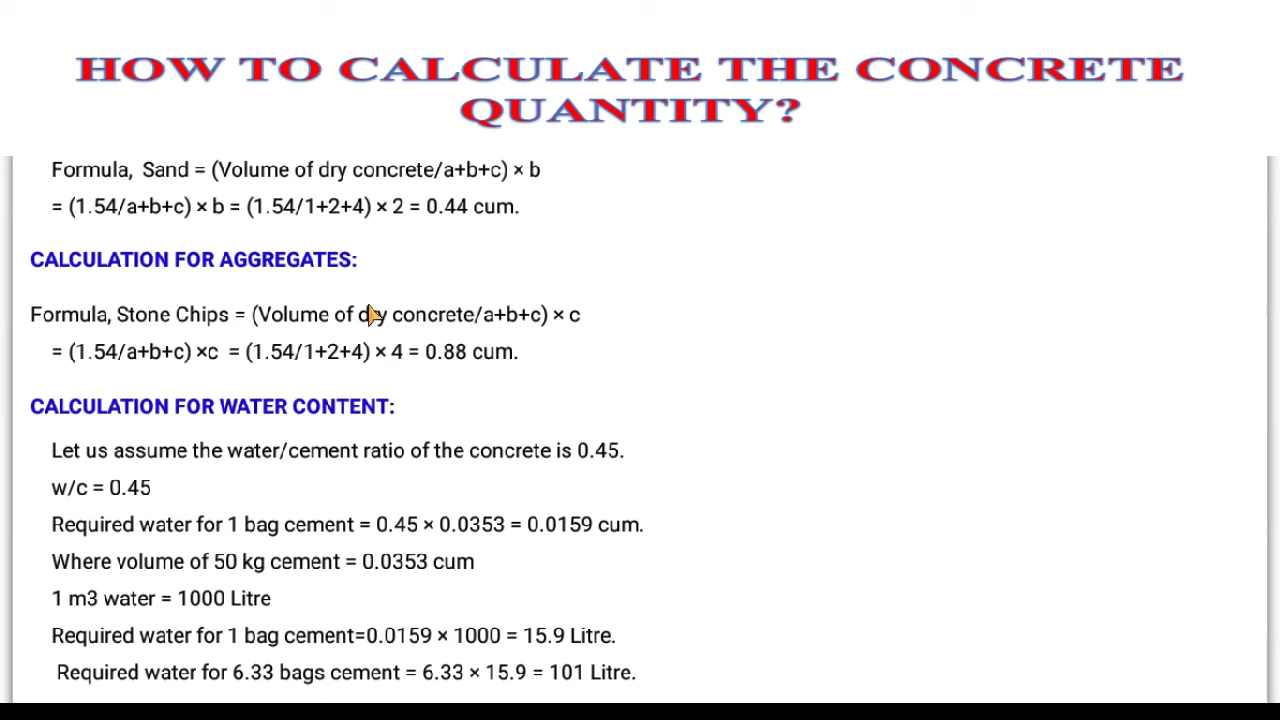 HOW TO CALCULATE THE CONCRETE
QUANTITY?
Formula, Sand = (Volume of dry concrete/a+b+c) × b
= (1.54/a+b+c) × b = (1.54/1+2+4) × 2 = 0.44 cum.
CALCULATION FOR AGGREGATES:
Formula, Stone Chips = (Volume of dry concrete/a+b+c) × c
= (1.54/a+b+c) ×c = (1.54/1+2+4) × 4 = 0.88 cum.
CALCULATION FOR WATER CONTENT:
Let us assume the water/cement ratio of the concrete is 0.45.
w/c = 0.45
Required water for 1 bag cement = 0.45 × 0.0353 = 0.0159 cum.
Where volume of 50 kg cement = 0.0353 cum
1 m3 water = 1000 Litre
Required water for 1 bag cement=0.0159 × 1000 = 15.9 Litre.
Required water for 6.33 bags cement = 6.33 × 15.9 = 101 Litre.